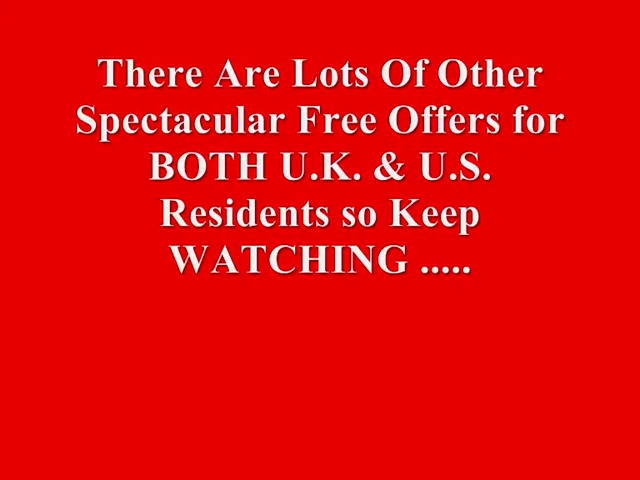 There Are Lots Of Other
Spectacular Free Offers for
BOTH U.K. & U.S.
Residents so Keep
WATCHING .....